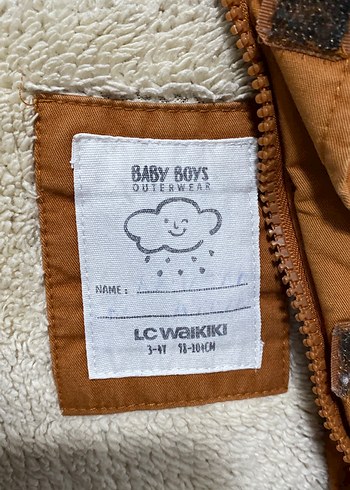 BABY BOYS
OUTERWEAR
NAME:
LC WAIKIKI
3-4Y 98-104CM